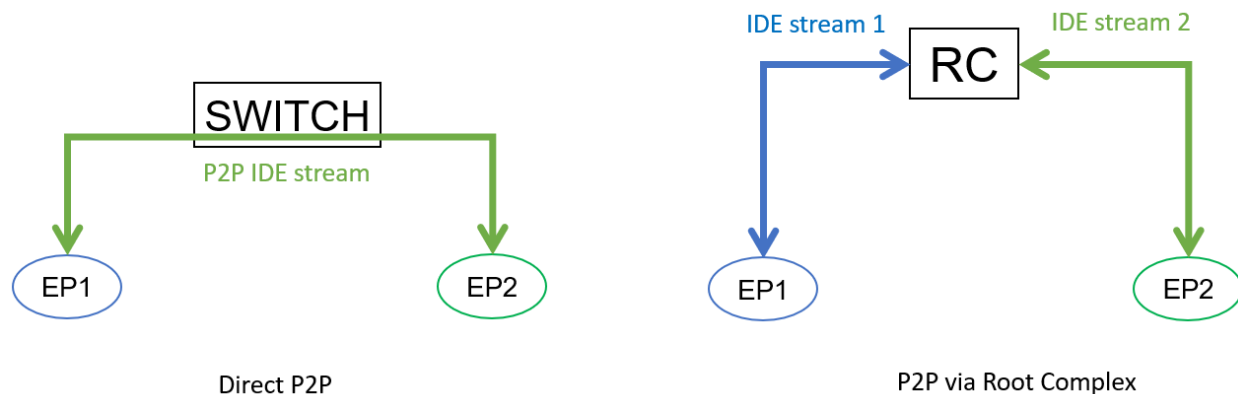 SWITCH
P2P IDE stream
EP1
EP2
Direct P2P
IDE stream 1
IDE stream 2
RC
EP1
EP2
P2P via Root Complex